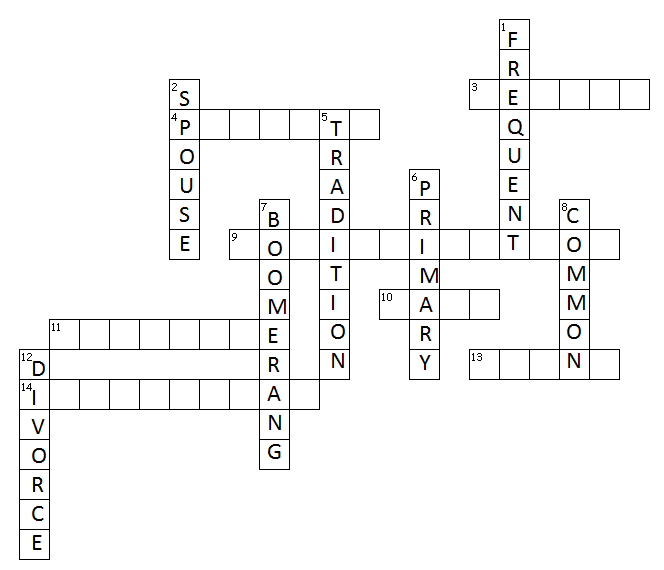 1 FREQUENT
2 SPOUSE
3
4
5 TRADITION
6 PRIMARY
7 BOOMERANG
8 COMMON
9
10
11
12 DIVORCE
13
14